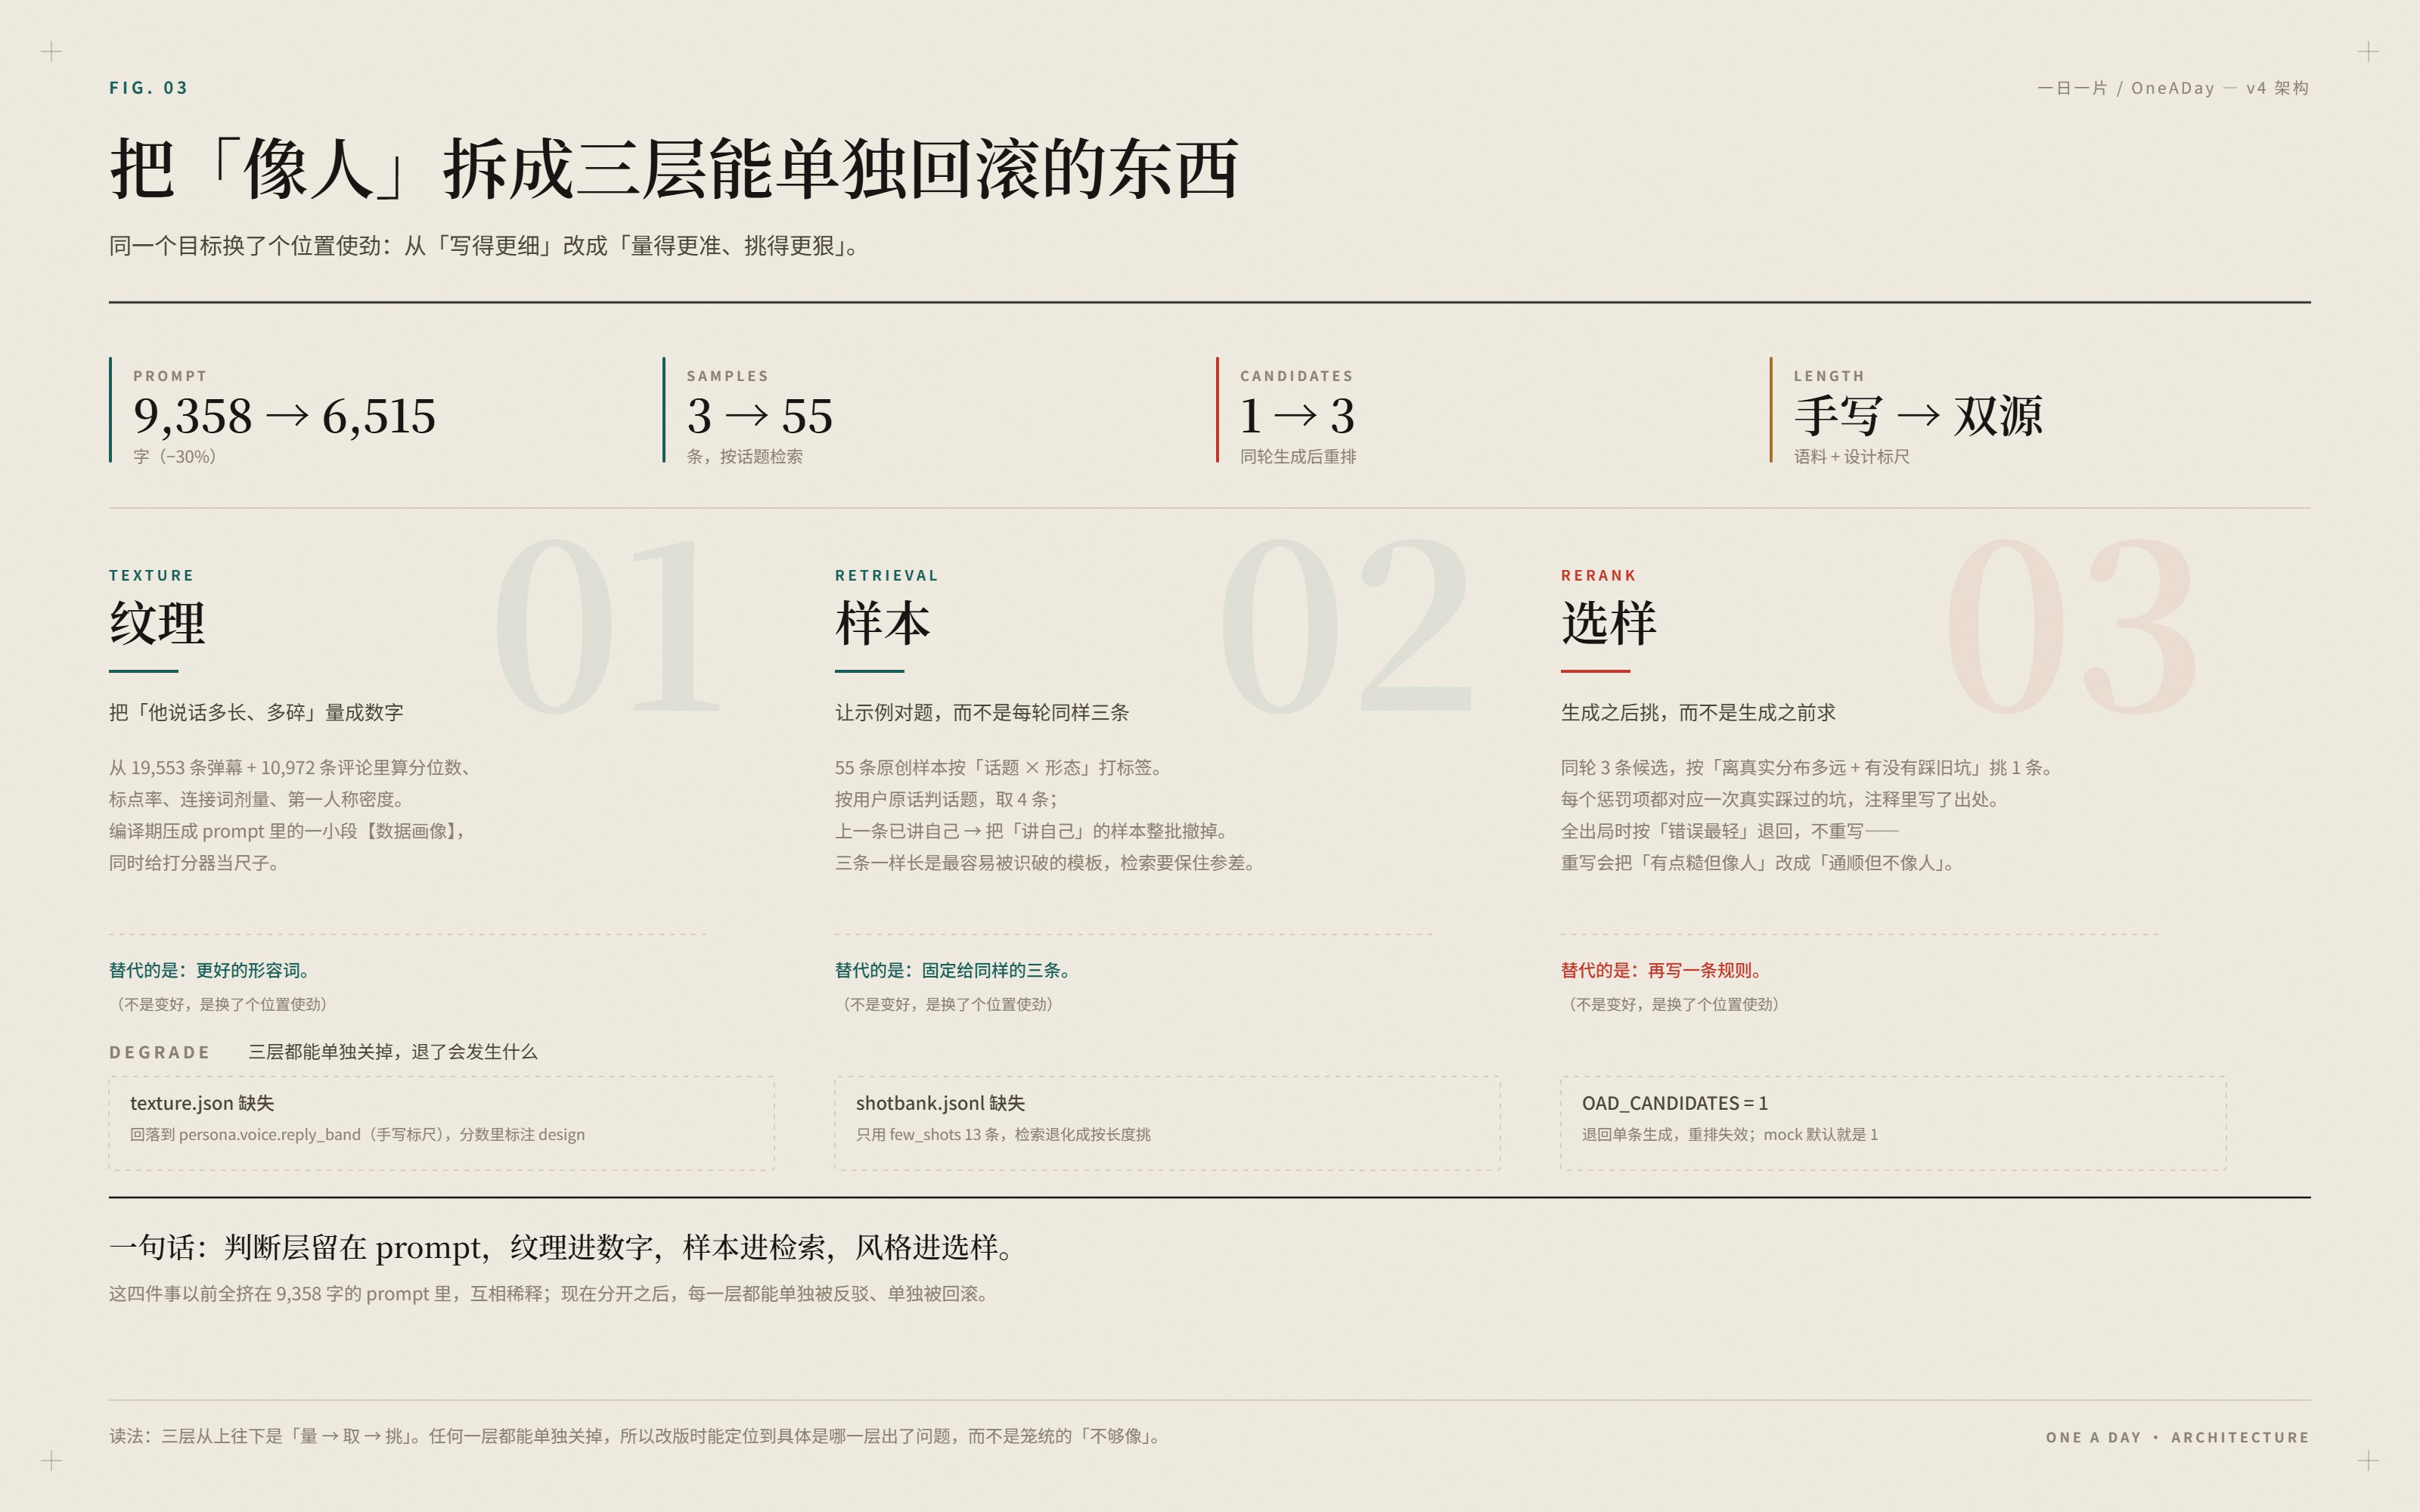 FIG. 03
一日一片 / OneADay — v4 架构
把「像人」拆成三层能单独回滚的东西
同一个目标换了个位置使劲：从「写得更细」改成「量得更准、挑得更狠」。
PROMPT
9,358 → 6,515
字（−30%）
SAMPLES
3 → 55
条，按话题检索
CANDIDATES
1 → 3
同轮生成后重排
LENGTH
手写 → 双源
语料 + 设计标尺
01
TEXTURE
纹理
把「他说话多长、多碎」量成数字
从 19,553 条弹幕 + 10,972 条评论里算分位数、
标点率、连接词剂量、第一人称密度。
编译期压成 prompt 里的一小段【数据画像】，
同时给打分器当尺子。
替代的是：更好的形容词。
（不是变好，是换了个位置使劲）
02
RETRIEVAL
样本
让示例对题，而不是每轮同样三条
55 条原创样本按「话题 × 形态」打标签。
按用户原话判话题，取 4 条；
上一条已讲自己 → 把「讲自己」的样本整批撤掉。
三条一样长是最容易被识破的模板，检索要保住参差。
替代的是：固定给同样的三条。
（不是变好，是换了个位置使劲）
03
RERANK
选样
生成之后挑，而不是生成之前求
同轮 3 条候选，按「离真实分布多远 + 有没有踩旧坑」挑 1 条。
每个惩罚项都对应一次真实踩过的坑，注释里写了出处。
全出局时按「错误最轻」退回，不重写——
重写会把「有点糙但像人」改成「通顺但不像人」。
替代的是：再写一条规则。
（不是变好，是换了个位置使劲）
DEGRADE 三层都能单独关掉，退了会发生什么
texture.json 缺失
回落到 persona.voice.reply_band（手写标尺），分数里标注 design
shotbank.jsonl 缺失
只用 few_shots 13 条，检索退化成按长度挑
OAD_CANDIDATES = 1
退回单条生成，重排失效；mock 默认就是 1
一句话：判断层留在 prompt，纹理进数字，样本进检索，风格进选样。
这四件事以前全挤在 9,358 字的 prompt 里，互相稀释；现在分开之后，每一层都能单独被反驳、单独被回滚。
读法：三层从上往下是「量 → 取 → 挑」。任何一层都能单独关掉，所以改版时能定位到具体是哪一层出了问题，而不是笼统的「不够像」。
ONE A DAY · ARCHITECTURE